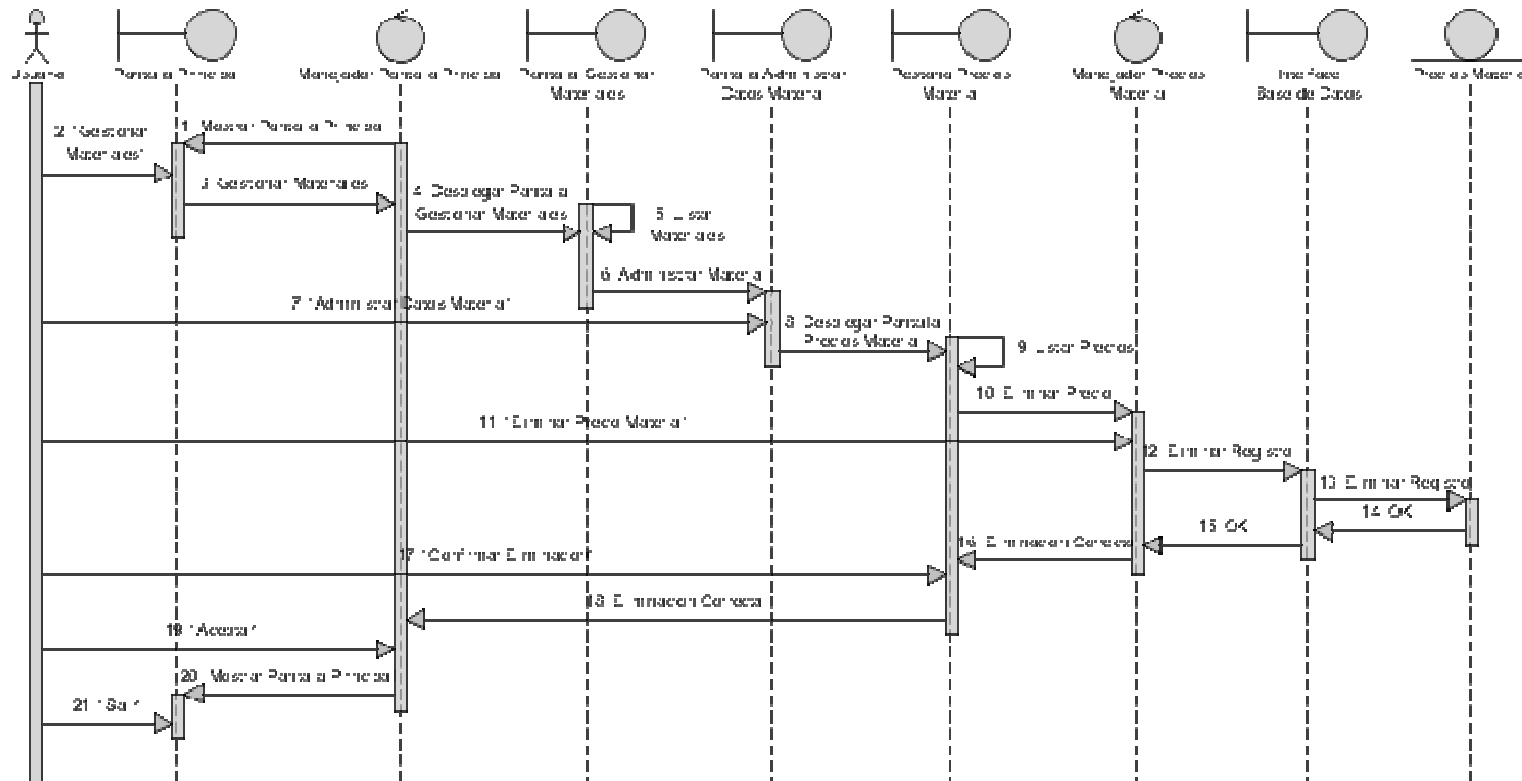 Usuario
Pantalla Principal
Manejador Pantalla Principal
Pantalla Gestionar
Materiales
Pantalla Administrar
Datos Material
Pestaña Precios
Material
Manejador Precios
Material
Interfase
Base de Datos
Precios Material
1 Mostrar Pantalla Principal
2 "Gestionar
Materiales"
3 Gestionar Materiales
4 Desplegar Pantalla
Gestionar Materiales
5 Listar
Materiales
6 Administrar Material
7 "Administrar Datos Material"
8 Desplegar Pantalla
Precios Material
9 Listar Precios
10 Eliminar Precio
11 "Eliminar Precio Material"
12 Eliminar Registro
13 Eliminar Registro
14 OK
15 OK
16 Eliminacion Correcta
17 "Confirmar Eliminacion"
18 Eliminacion Correcta
19 "Aceptar"
20 Mostrar Pantalla Principal
21 "Salir"